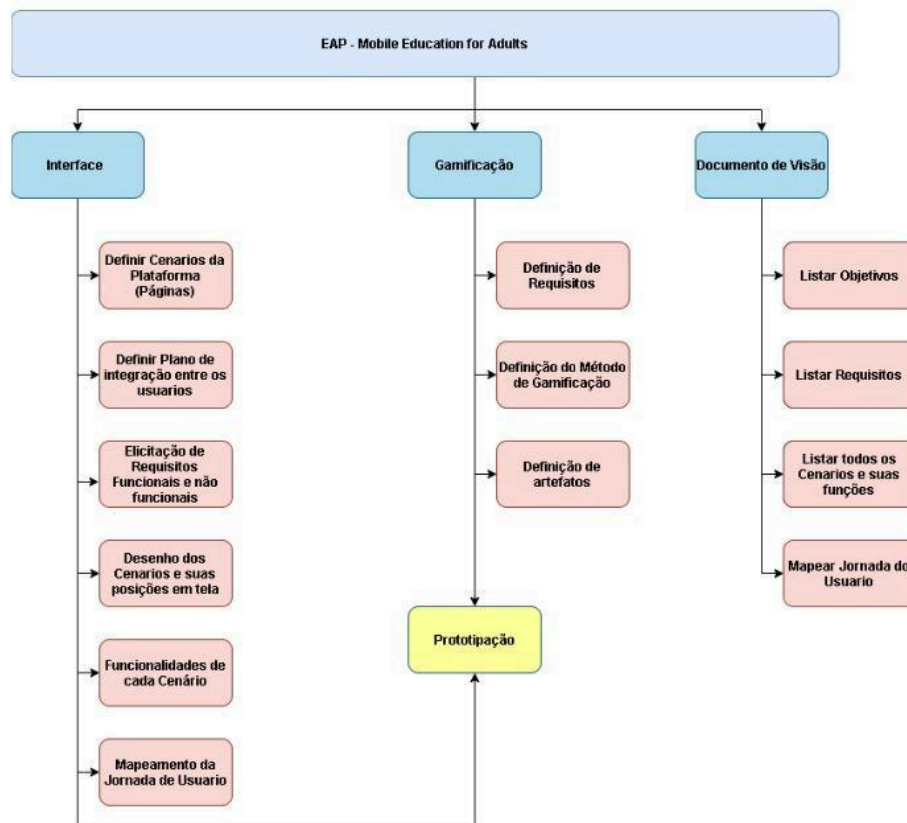 EAP - Mobile Education for Adults
Interface
Gamificação
Documento de Visão
Definir Cenarios da
Plataforma
(Páginas)
Definir Plano de
integração entre os
usuarios
Elicitação de
Requisitos
Funcionais e não
funcionais
Desenho dos
Cenarios e suas
posições em tela
Funcionalidades de
cada Cenário
Mapeamento da
Jornada de Usuario
Definição de
Requisitos
Definição do Método
de Gamificação
Definição de
artefatos
Prototipação
Listar Objetivos
Listar Requisitos
Listar todos os
Cenarios e suas
funções
Mapear Jornada do
Usuario